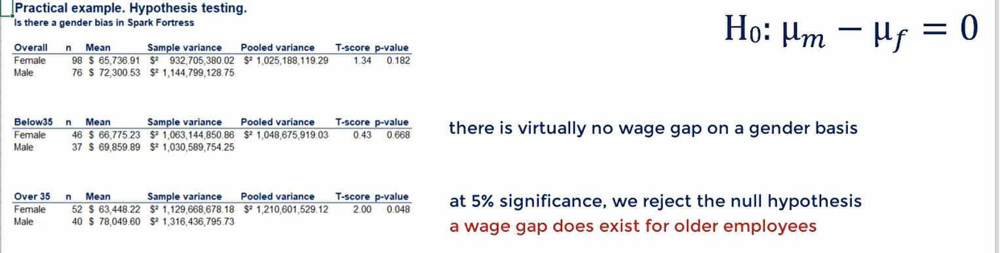 Practical example. Hypothesis testing.
Is there a gender bias in Spark Fortress
H₀: μₘ − μ_f = 0
Overall n Mean Sample variance Pooled variance T-score p-value
Female 98 $ 65,736.91 $² 932,705,380.02 $² 1,025,188,119.29 1.34 0.182
Male 76 $ 72,300.53 $² 1,144,799,128.75
Below35 n Mean Sample variance Pooled variance T-score p-value
Female 46 $ 66,775.23 $² 1,063,144,850.86 $² 1,048,675,919.03 0.43 0.668
Male 37 $ 69,859.89 $² 1,030,589,754.25
there is virtually no wage gap on a gender basis
Over 35 n Mean Sample variance Pooled variance T-score p-value
Female 52 $ 63,448.22 $² 1,129,668,678.18 $² 1,210,601,529.12 2.00 0.048
Male 40 $ 78,049.60 $² 1,316,436,795.73
at 5% significance, we reject the null hypothesis
a wage gap does exist for older employees